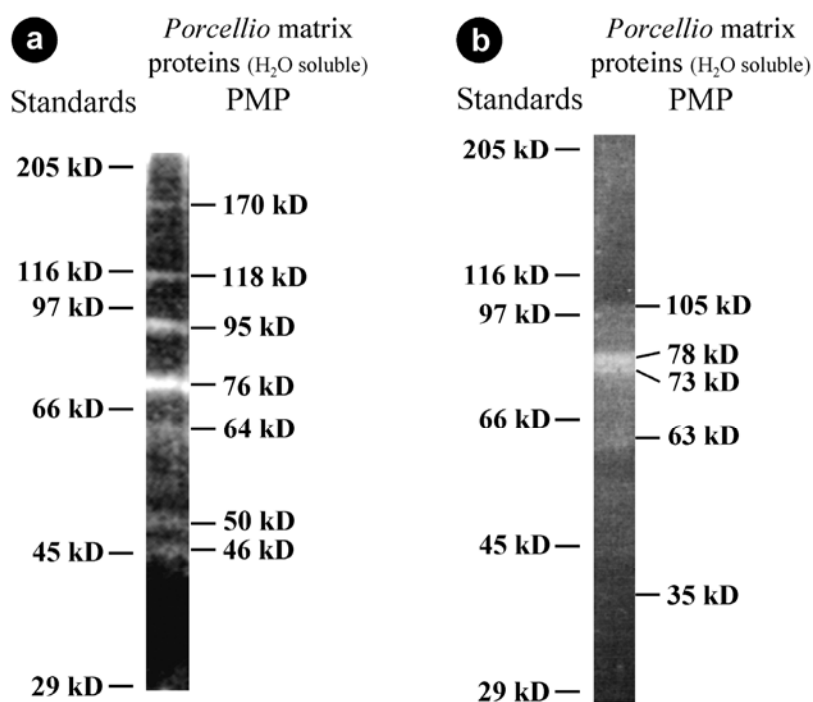 a
Porcellio matrix
proteins (H₂O soluble)
Standards PMP
205 kD
170 kD
116 kD
118 kD
97 kD
95 kD
76 kD
66 kD
64 kD
50 kD
45 kD
46 kD
29 kD
b
Porcellio matrix
proteins (H₂O soluble)
Standards PMP
205 kD
116 kD
105 kD
97 kD
78 kD
73 kD
66 kD
63 kD
45 kD
35 kD
29 kD